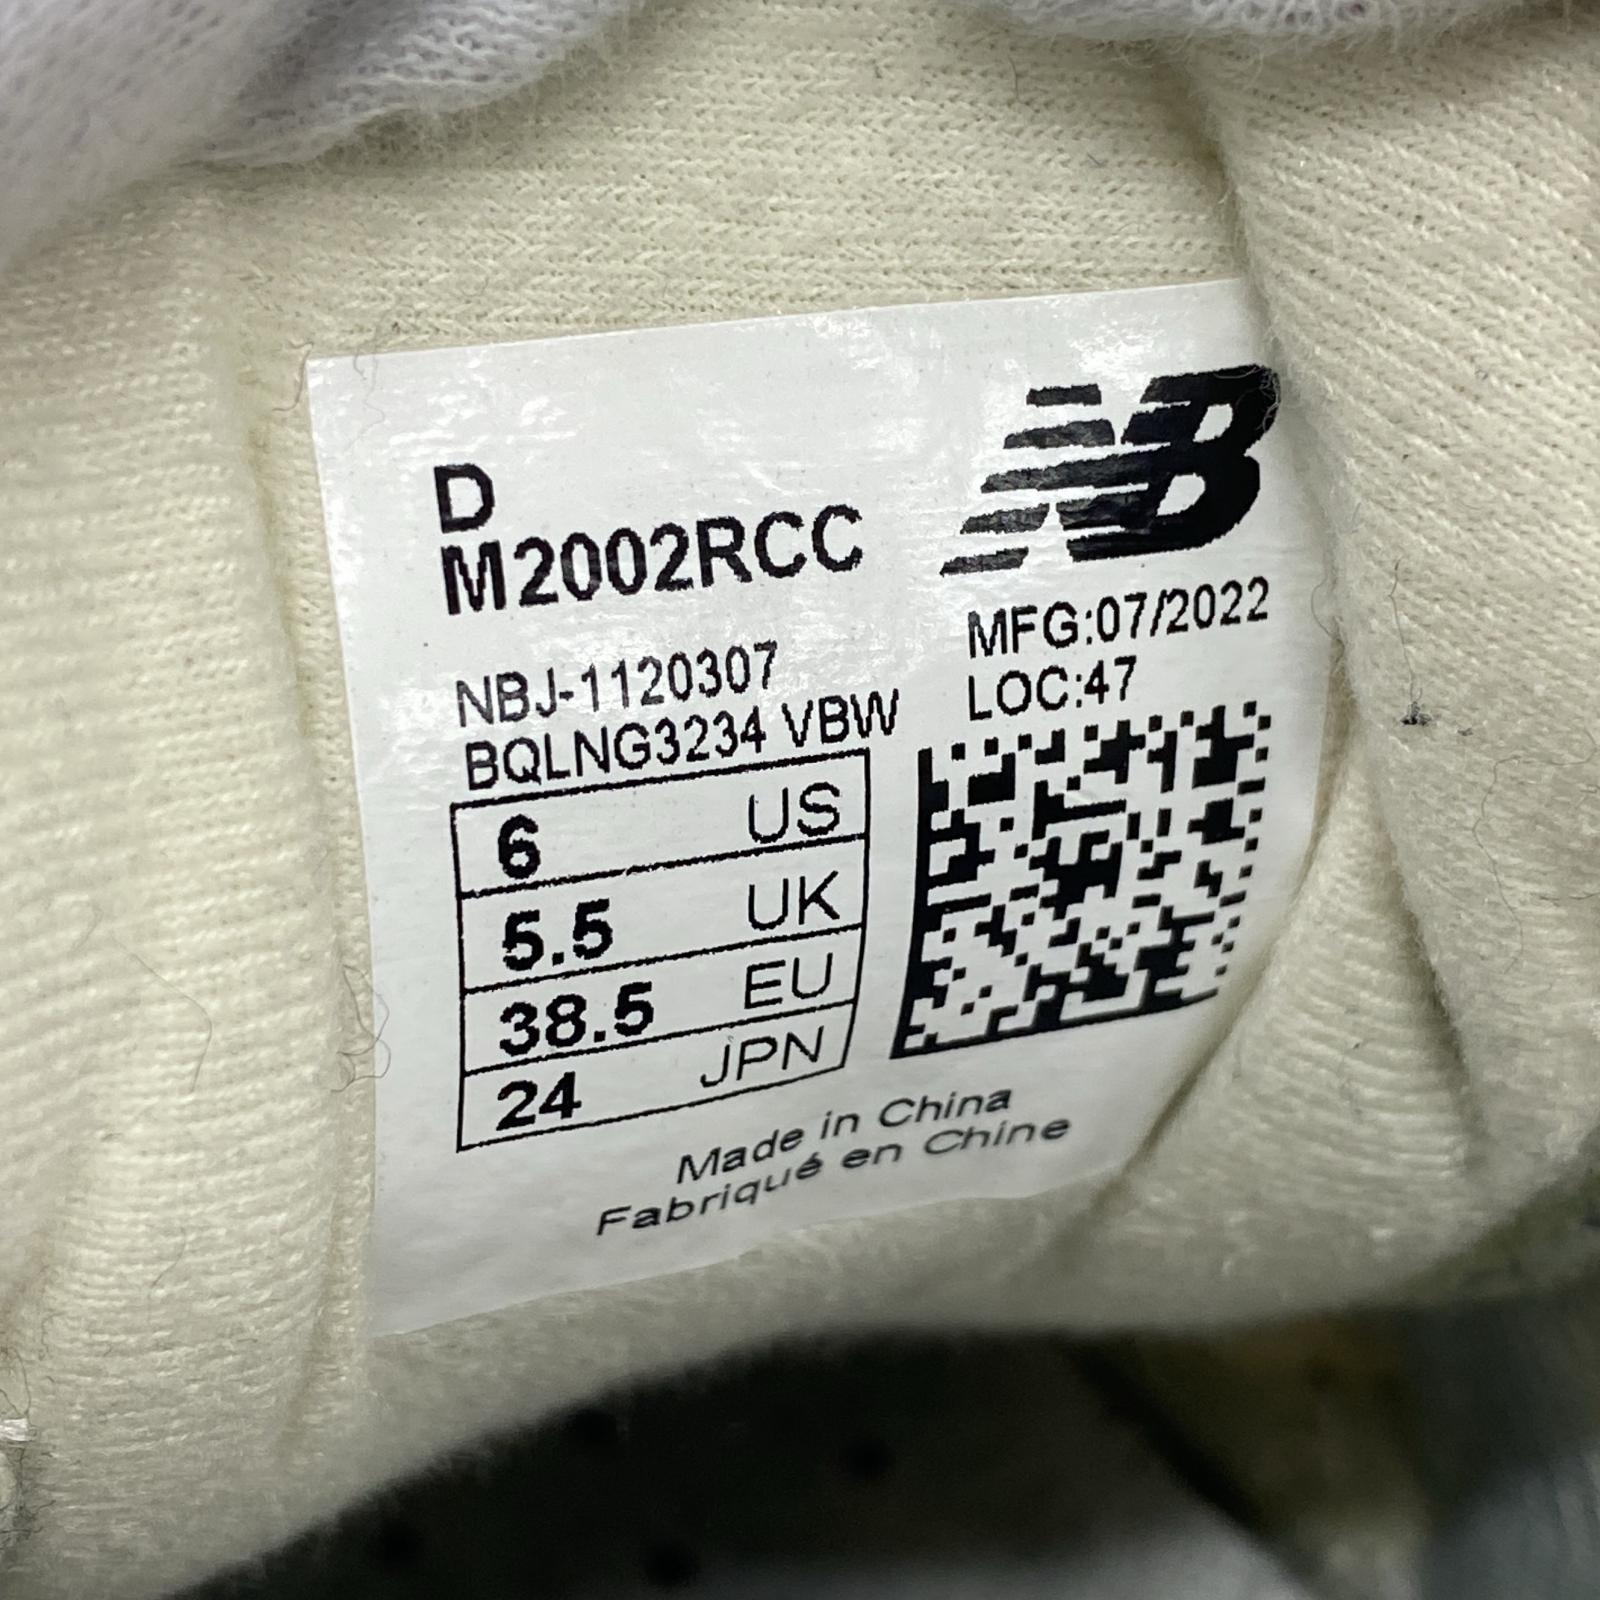 D
M2002RCC
NB
MFG:07/2022
LOC:47
NBJ-1120307
BQLNG3234 VBW
6 US
5.5 UK
38.5 EU
24 JPN
Made in China
Fabriqué en Chine